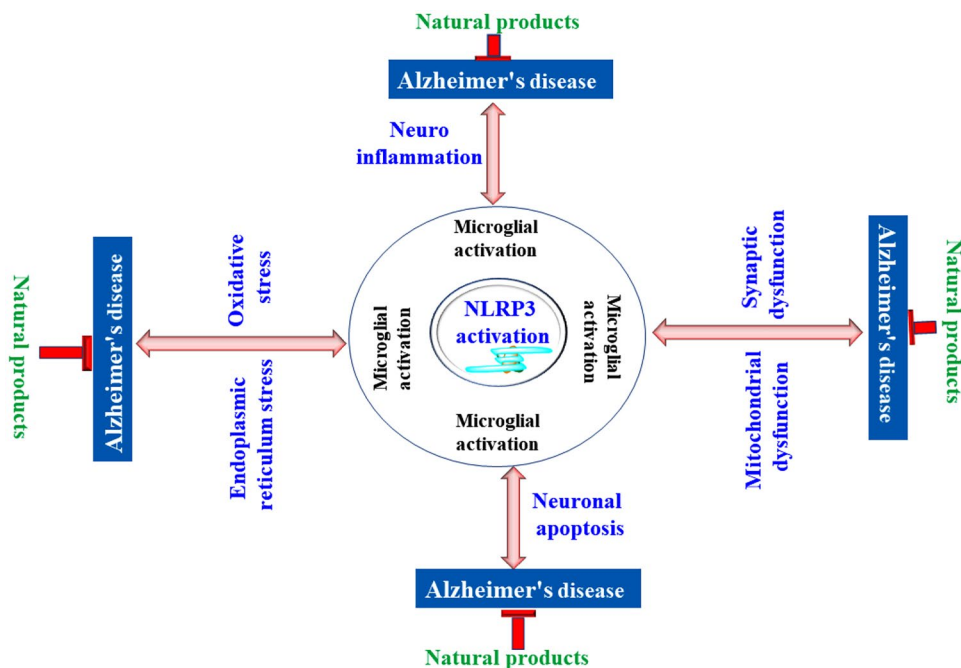 Natural products
Alzheimer's disease
Neuro
inflammation
Microglial
activation
NLRP3
activation
Microglial
activation
Microglial
activation
Microglial
activation
Oxidative
stress
Endoplasmic
reticulum stress
Alzheimer's disease
Natural products
Synaptic
dysfunction
Mitochondrial
dysfunction
Alzheimer's disease
Natural products
Neuronal
apoptosis
Alzheimer's disease
Natural products